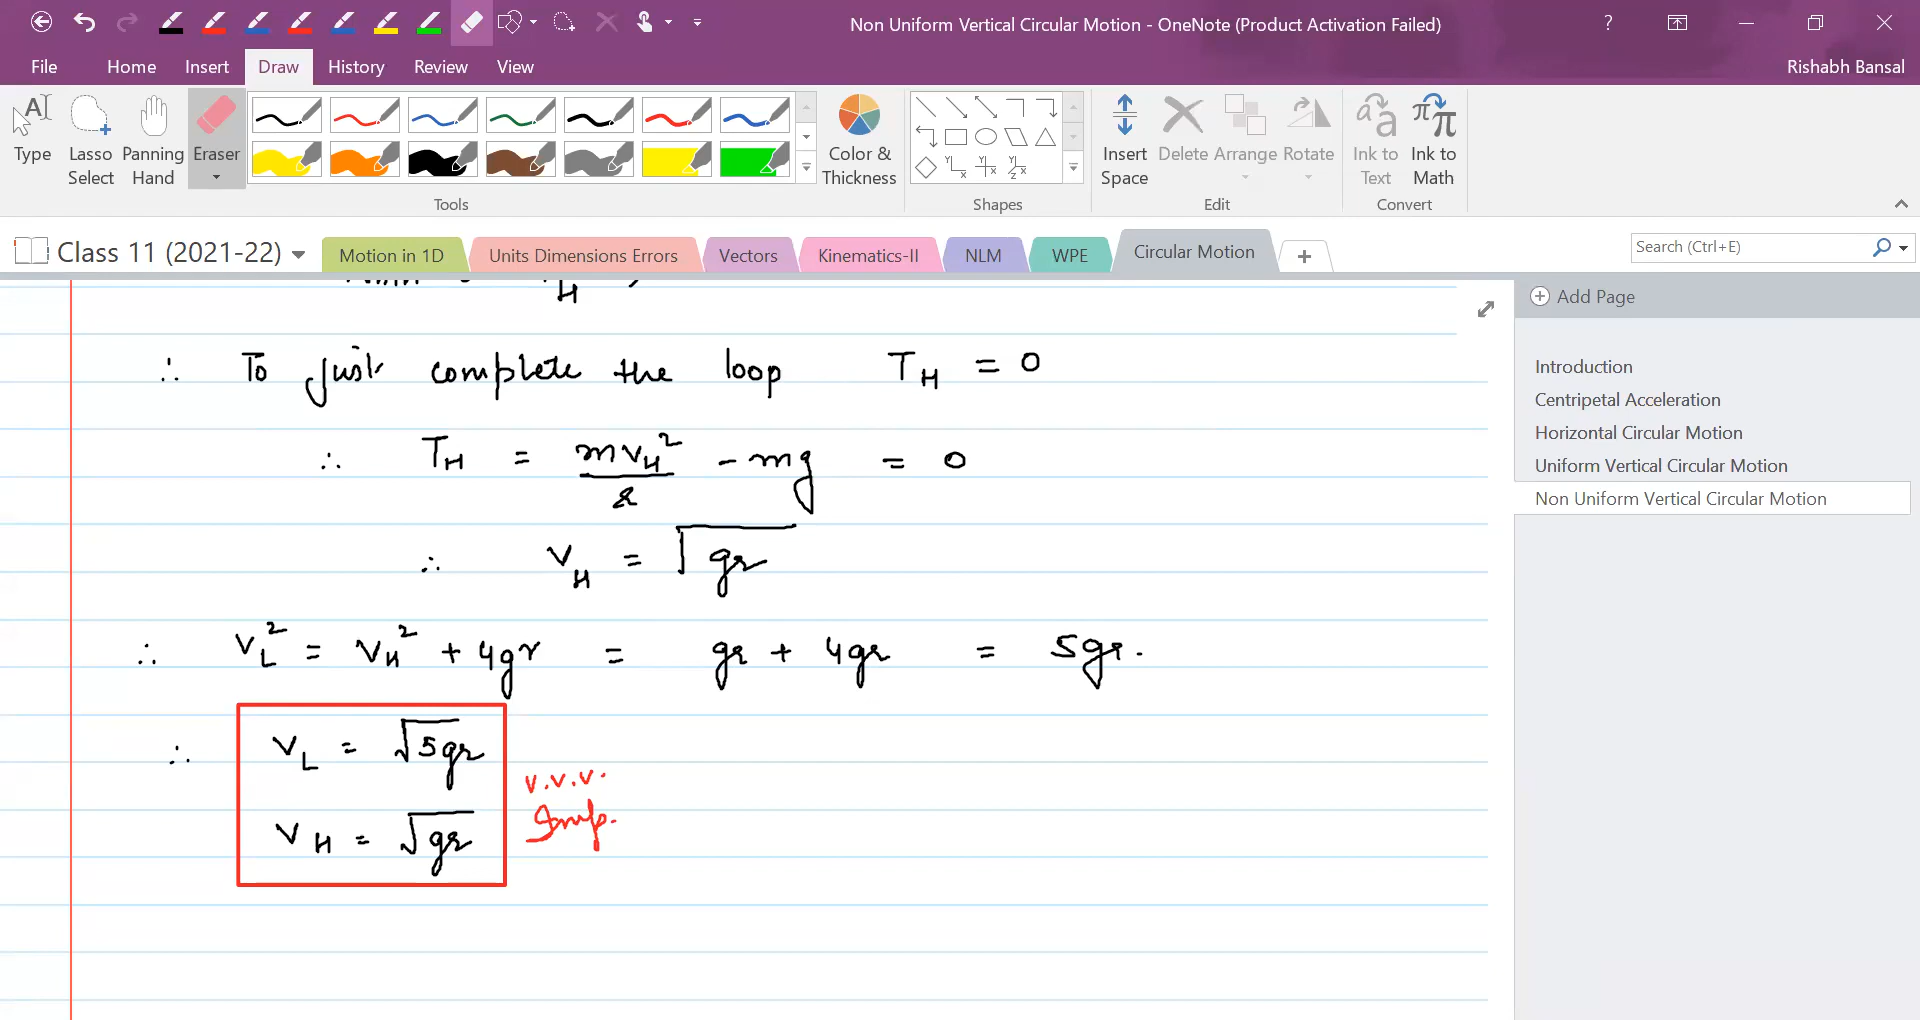 Non Uniform Vertical Circular Motion - OneNote (Product Activation Failed)
?
File Home Insert Draw History Review View
Rishabh Bansal
Type
Lasso Select
Panning Hand
Eraser
Color & Thickness
Insert Space
Delete
Arrange
Rotate
Ink to Text
Ink to Math
Tools
Shapes
Edit
Convert
Class 11 (2021-22)
Motion in 1D
Units Dimensions Errors
Vectors
Kinematics-II
NLM
WPE
Circular Motion
Search (Ctrl+E)
Add Page
Introduction
Centripetal Acceleration
Horizontal Circular Motion
Uniform Vertical Circular Motion
Non Uniform Vertical Circular Motion
∴ To just complete the loop T_H = 0
∴ T_H = mv_H²/r - mg = 0
∴ v_H = √gr
∴ v_L² = v_H² + 4gr = gr + 4gr = 5gr.
∴ v_L = √5gr
v_H = √gr
v.v.v.
Imp.